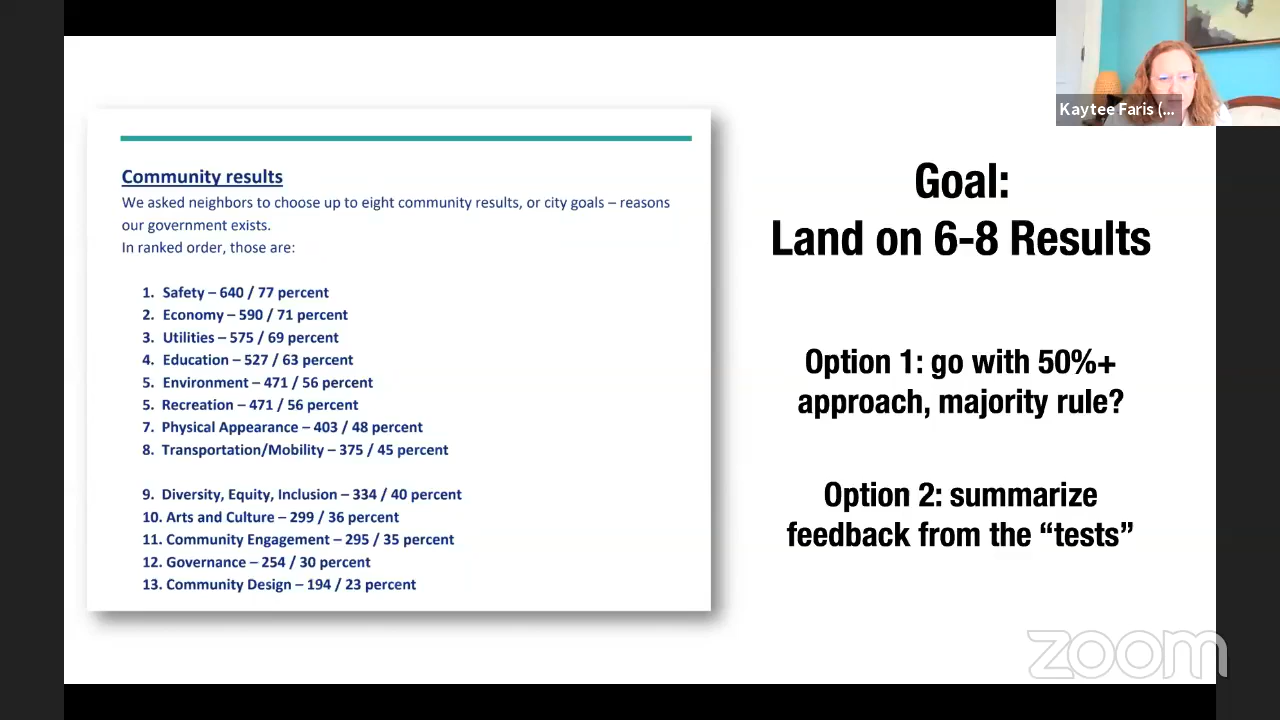 Kaytee Faris (...
Community results
We asked neighbors to choose up to eight community results, or city goals – reasons
our government exists.
In ranked order, those are:
1. Safety – 640 / 77 percent
2. Economy – 590 / 71 percent
3. Utilities – 575 / 69 percent
4. Education – 527 / 63 percent
5. Environment – 471 / 56 percent
5. Recreation – 471 / 56 percent
7. Physical Appearance – 403 / 48 percent
8. Transportation/Mobility – 375 / 45 percent
9. Diversity, Equity, Inclusion – 334 / 40 percent
10. Arts and Culture – 299 / 36 percent
11. Community Engagement – 295 / 35 percent
12. Governance – 254 / 30 percent
13. Community Design – 194 / 23 percent
Goal:
Land on 6-8 Results
Option 1: go with 50%+
approach, majority rule?
Option 2: summarize
feedback from the “tests”
zoom